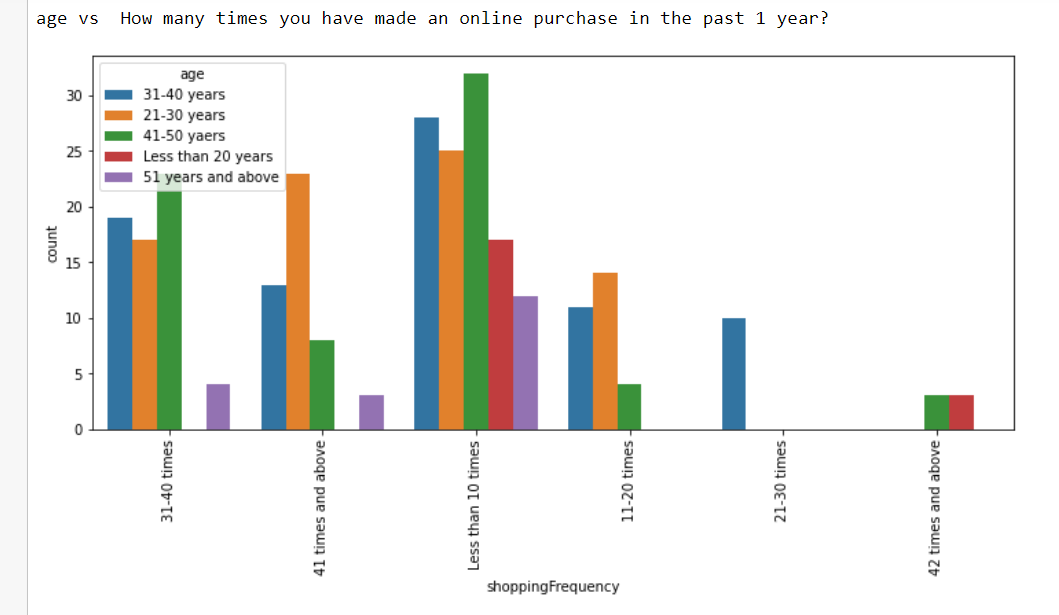 age vs  How many times you have made an online purchase in the past 1 year?
age
31-40 years
21-30 years
41-50 yaers
Less than 20 years
51 years and above
30
25
20
15
10
5
0
count
31-40 times
41 times and above
Less than 10 times
11-20 times
21-30 times
42 times and above
shoppingFrequency